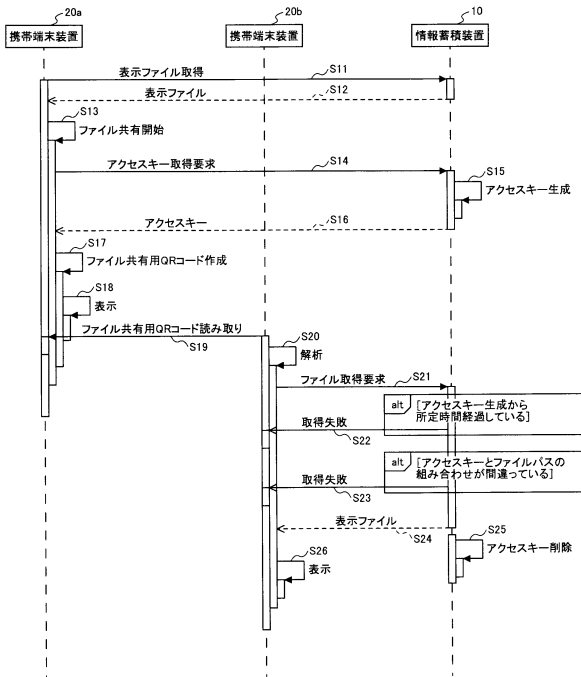 20a
20b
10
携帯端末装置
携帯端末装置
情報蓄積装置
表示ファイル取得
S11
表示ファイル
S12
S13
ファイル共有開始
アクセスキー取得要求
S14
S15
アクセスキー生成
アクセスキー
S16
S17
ファイル共有用QRコード作成
S18
表示
ファイル共有用QRコード読み取り
S19
S20
解析
ファイル取得要求
S21
alt
[アクセスキー生成から
所定時間経過している]
取得失敗
S22
alt
[アクセスキーとファイルパスの
組み合わせが間違っている]
取得失敗
S23
表示ファイル
S24
S25
アクセスキー削除
S26
表示